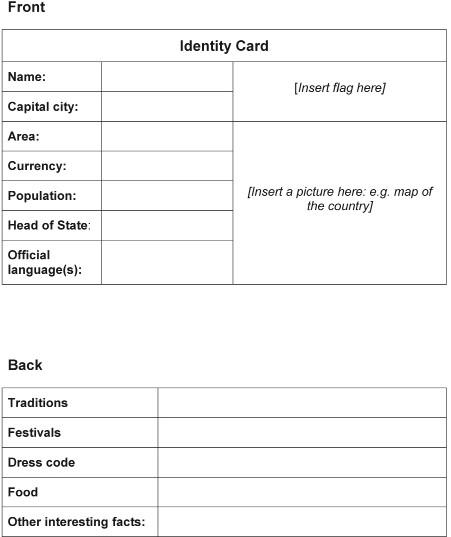 Front
Identity Card
Name:
[Insert flag here]
Capital city:
Area:
Currency:
Population:
[Insert a picture here: e.g. map of
the country]
Head of State:
Official
language(s):
Back
Traditions
Festivals
Dress code
Food
Other interesting facts: